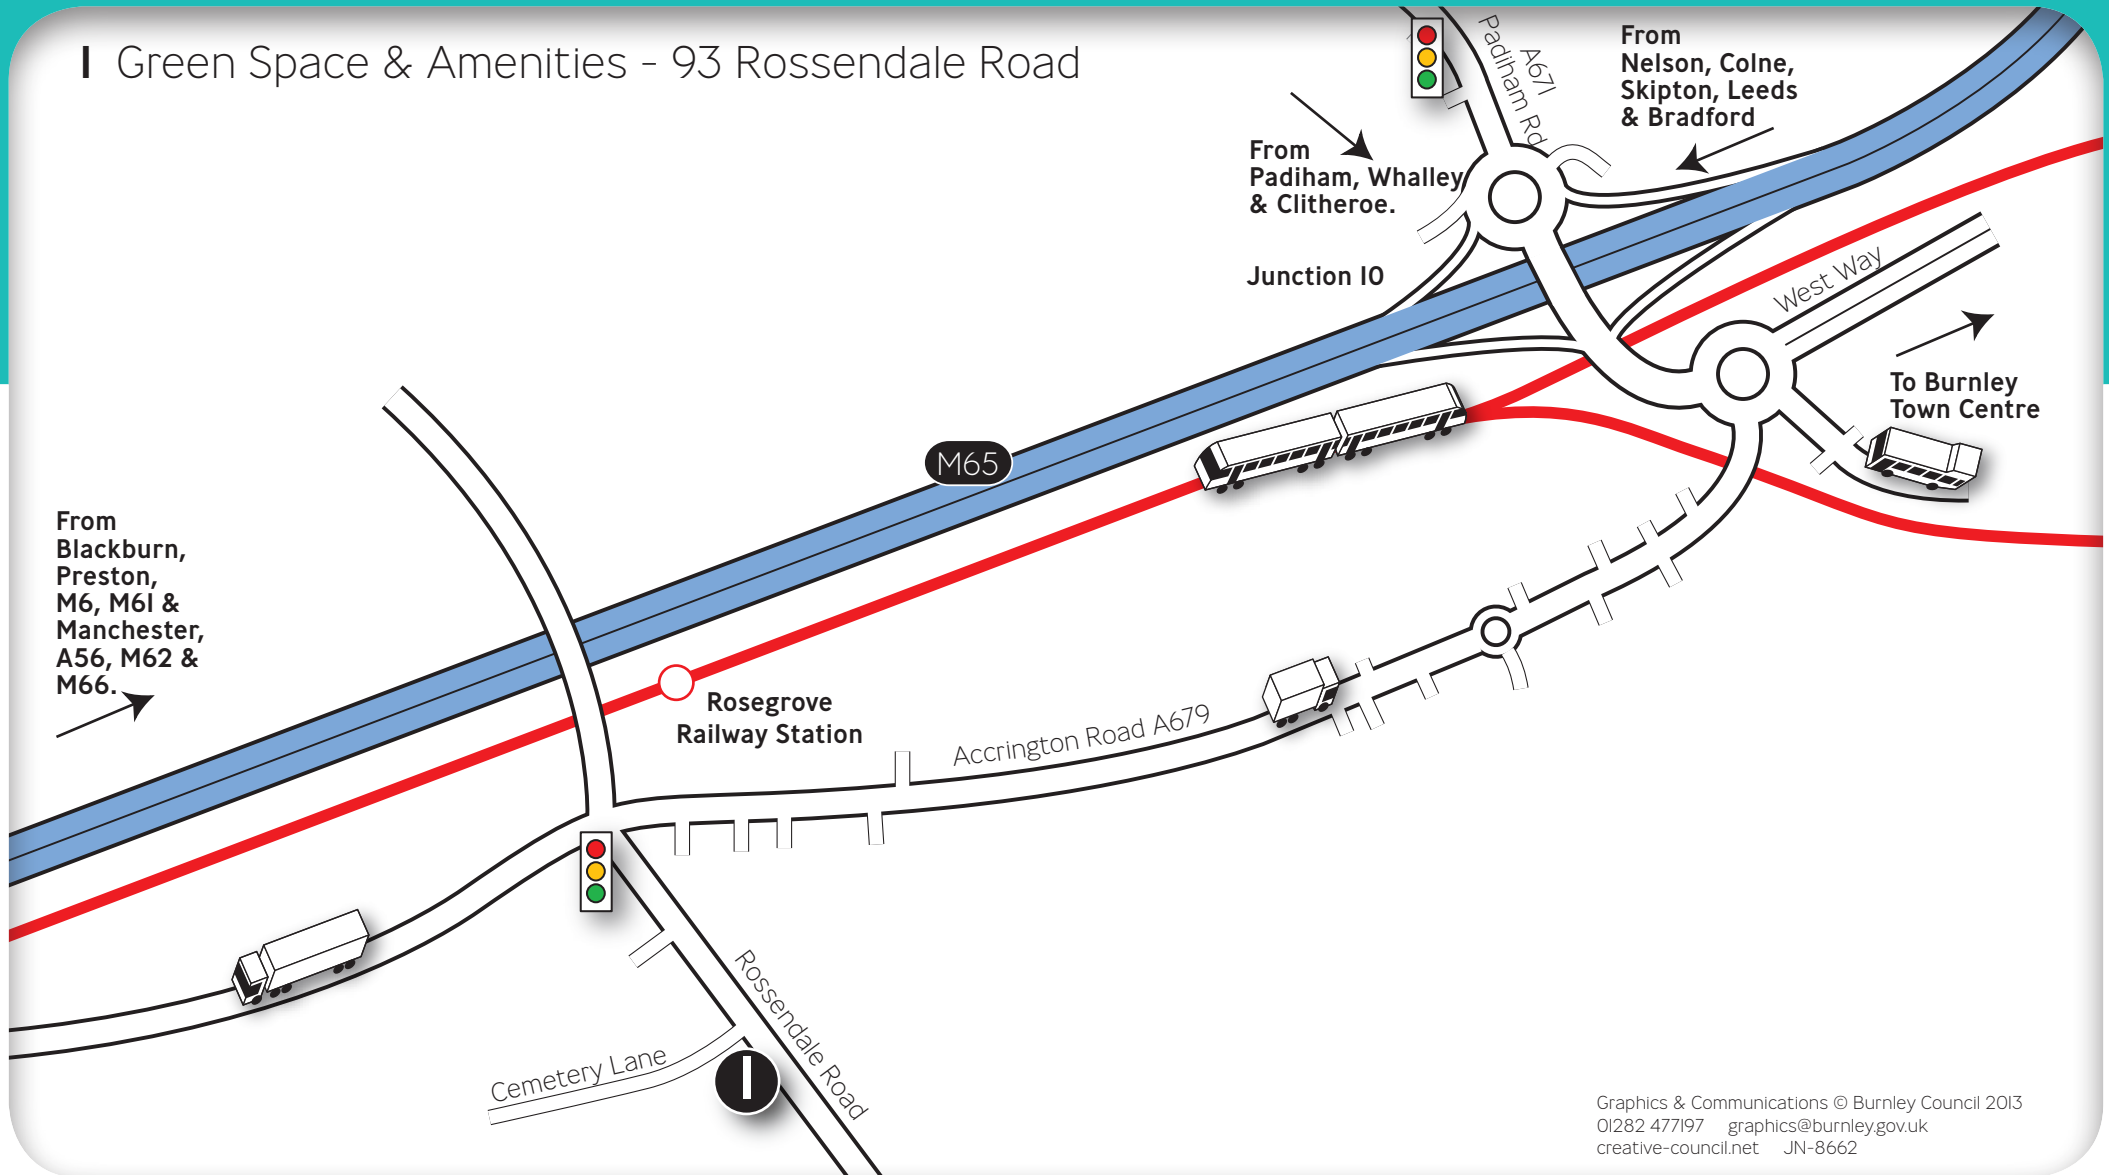 1 Green Space & Amenities - 93 Rossendale Road
A671
Padiham Rd
From
Nelson, Colne,
Skipton, Leeds
& Bradford
From
Padiham, Whalley
& Clitheroe.
Junction 10
West Way
To Burnley
Town Centre
M65
From
Blackburn,
Preston,
M6, M61 &
Manchester,
A56, M62 &
M66.
Rosegrove
Railway Station
Accrington Road A679
Rossendale Road
Cemetery Lane
1
Graphics & Communications © Burnley Council 2013
01282 477197 graphics@burnley.gov.uk
creative-council.net JN-8662